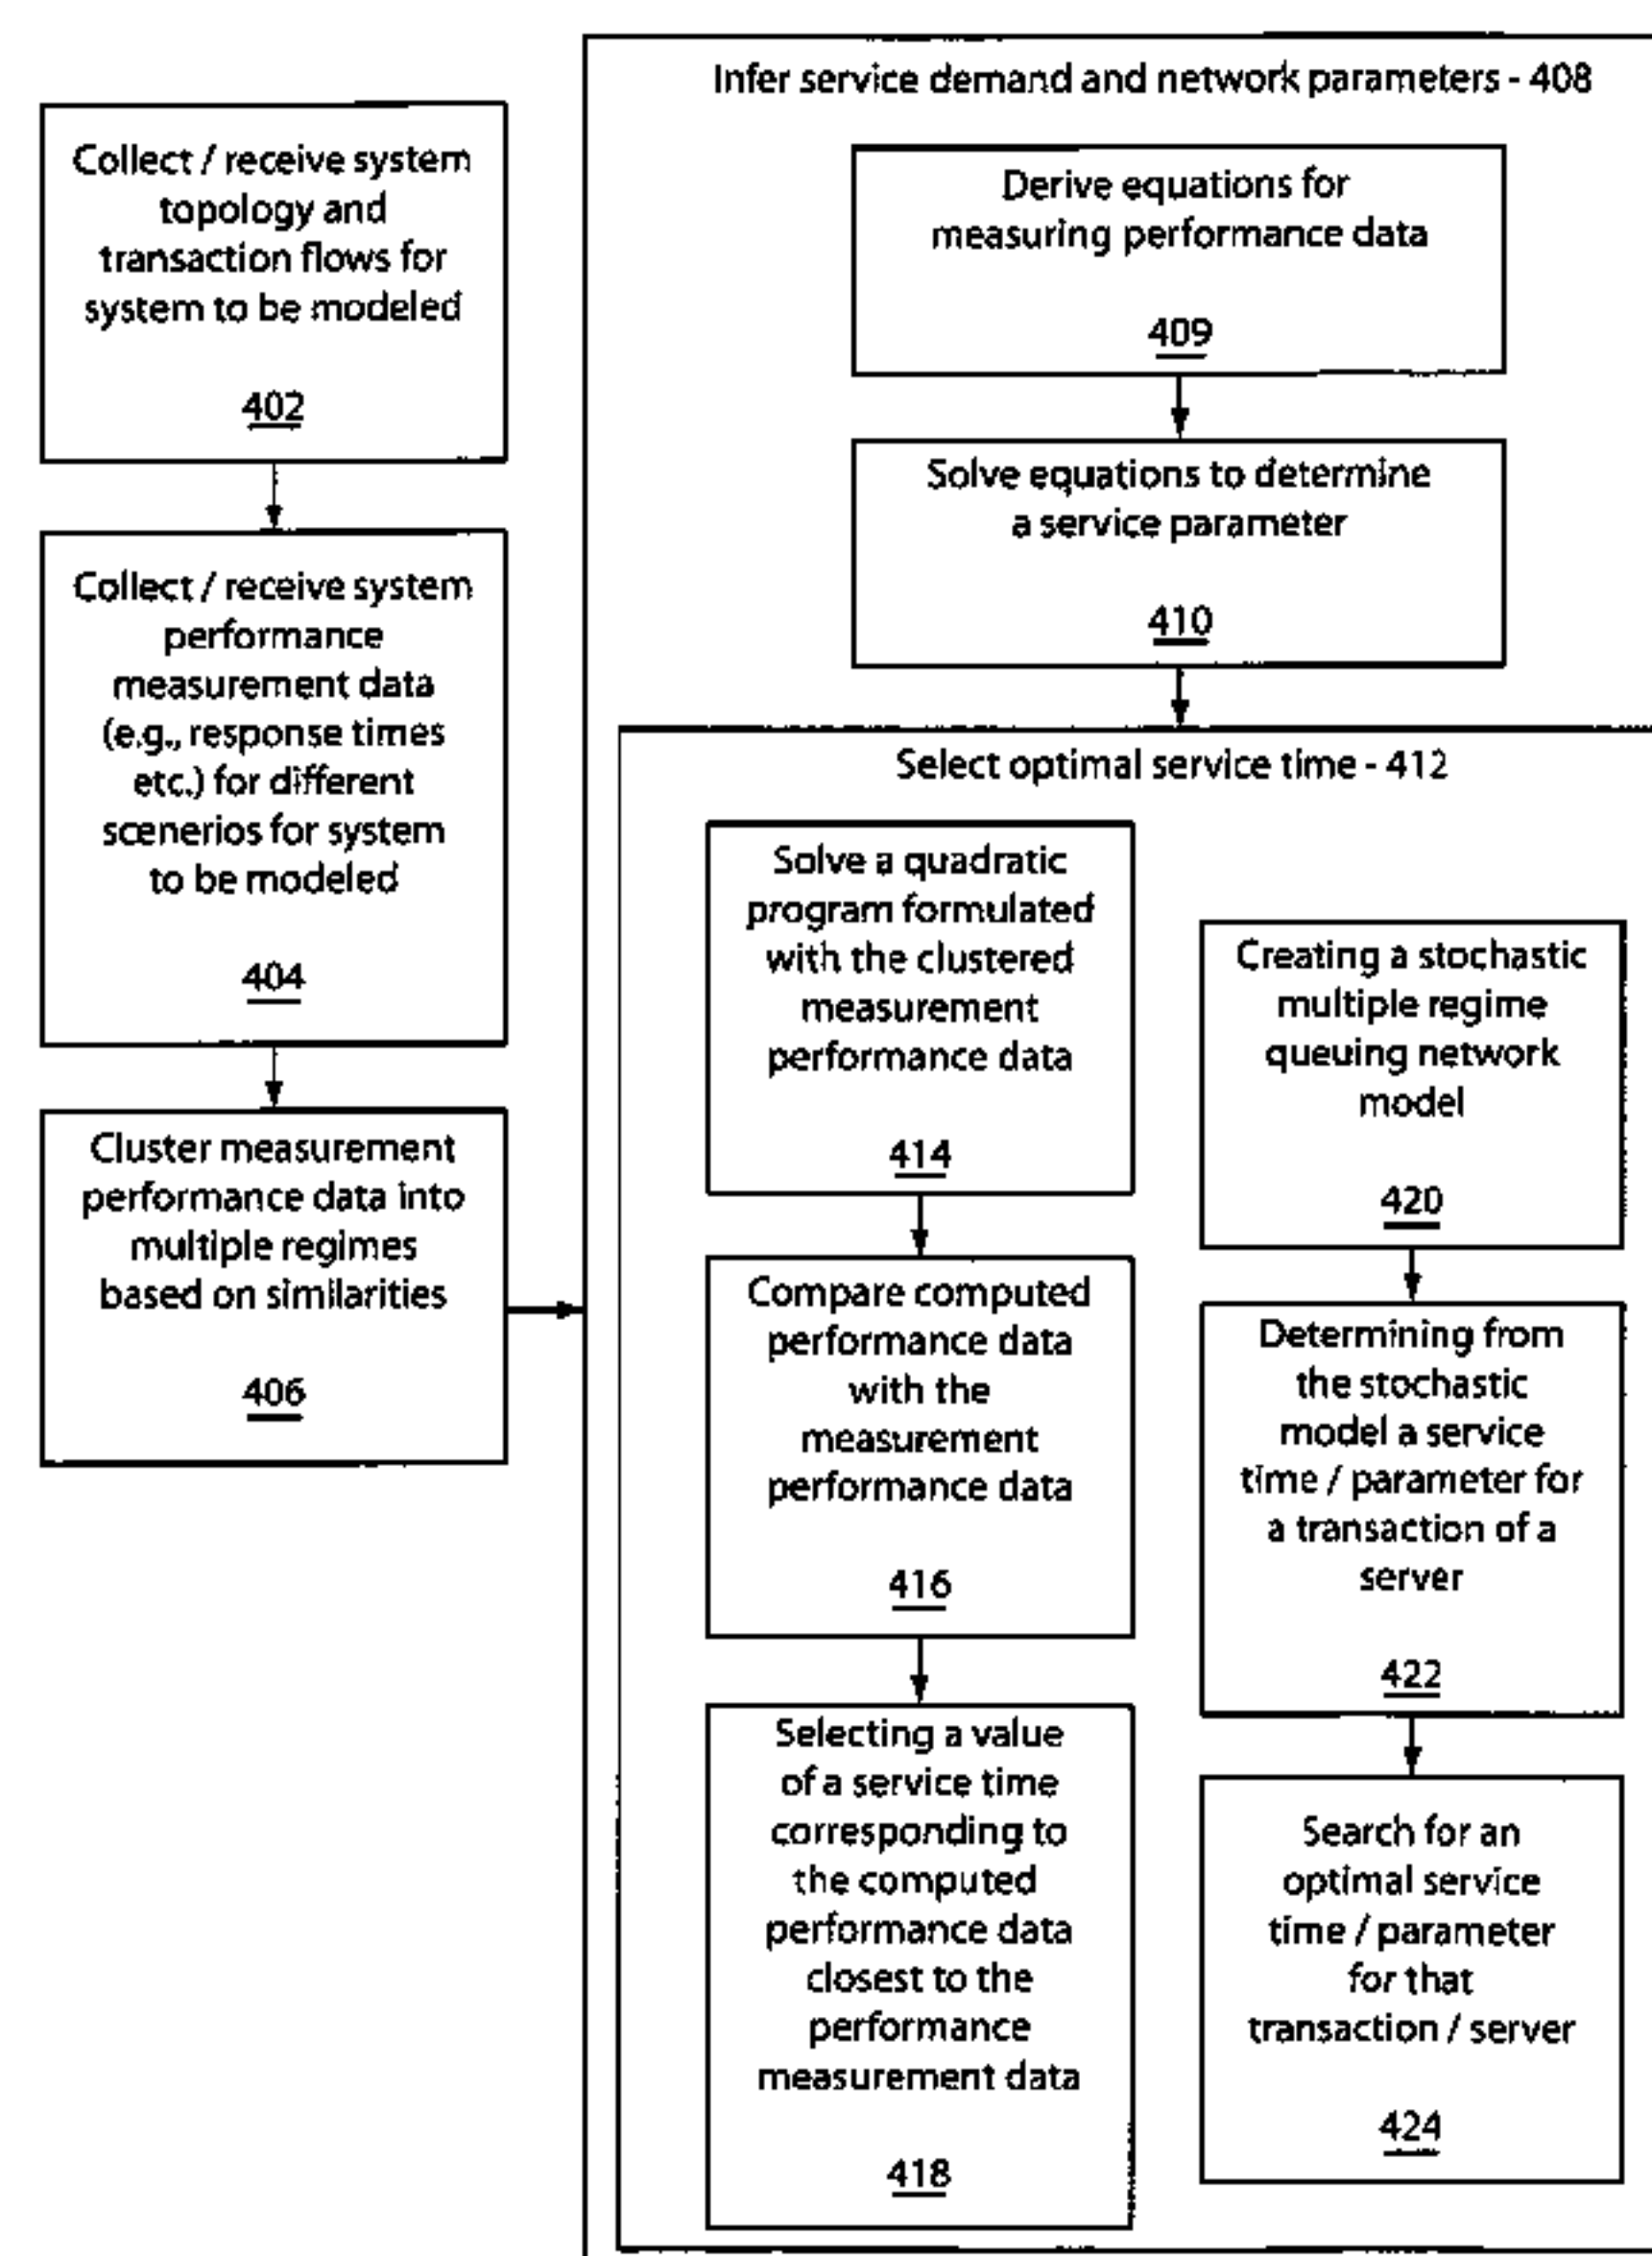 Collect / receive system
topology and
transaction flows for
system to be modeled
402
Collect / receive system
performance
measurement data
(e.g., response times
etc.) for different
scenerios for system
to be modeled
404
Cluster measurement
performance data into
multiple regimes
based on similarities
406
Infer service demand and network parameters - 408
Derive equations for
measuring performance data
409
Solve equations to determine
a service parameter
410
Select optimal service time - 412
Solve a quadratic
program formulated
with the clustered
measurement
performance data
414
Compare computed
performance data
with the
measurement
performance data
416
Selecting a value
of a service time
corresponding to
the computed
performance data
closest to the
performance
measurement data
418
Creating a stochastic
multiple regime
queuing network
model
420
Determining from
the stochastic
model a service
time / parameter for
a transaction of a
server
422
Search for an
optimal service
time / parameter
for that
transaction / server
424